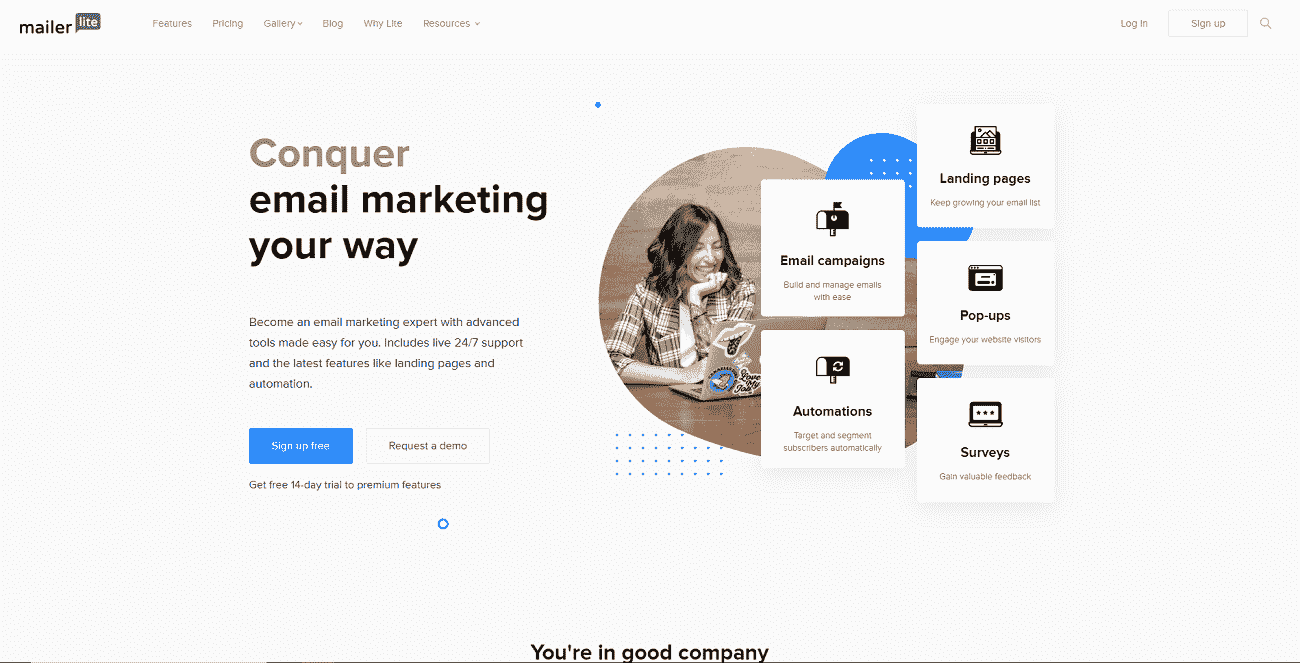 mailer lite
Features
Pricing
Gallery
Blog
Why Lite
Resources
Log in
Sign up
Conquer
email marketing
your way
Become an email marketing expert with advanced
tools made easy for you. Includes live 24/7 support
and the latest features like landing pages and
automation.
Sign up free
Request a demo
Get free 14-day trial to premium features
Email campaigns
Build and manage emails
with ease
Automations
Target and segment
subscribers automatically
Landing pages
Keep growing your email list
Pop-ups
Engage your website visitors
Surveys
Gain valuable feedback
Love
My
Job
You're in good company